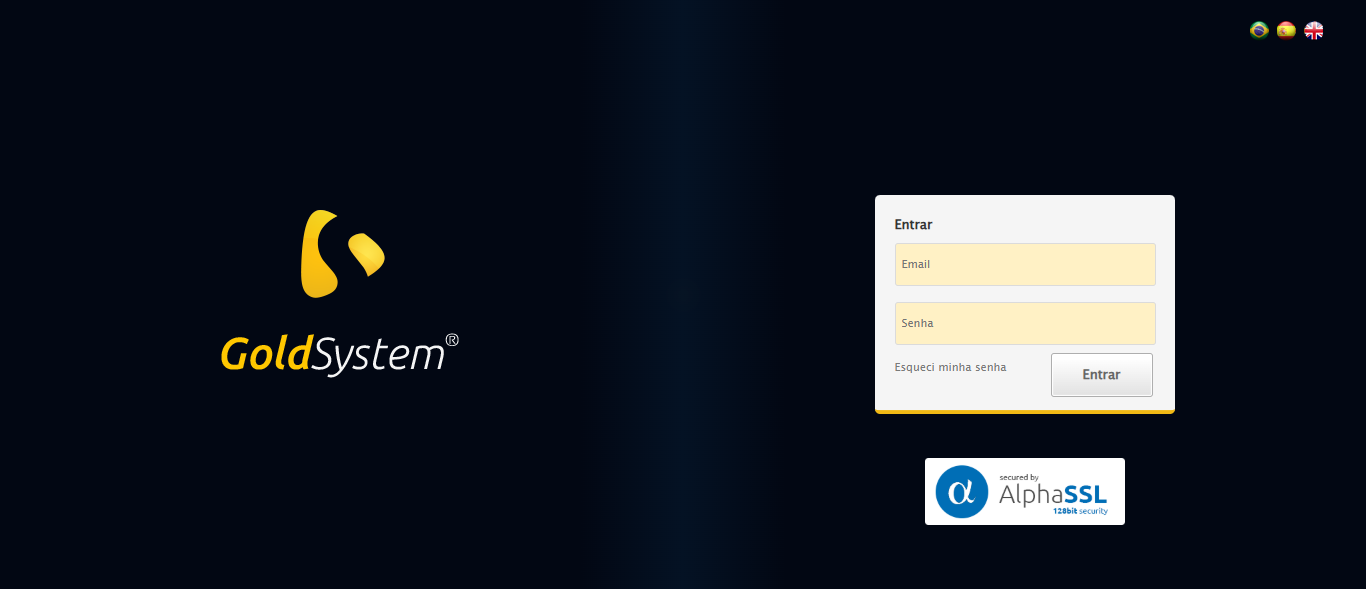 GoldSystem®
Entrar
Email
Senha
Esqueci minha senha
Entrar
α
secured by
AlphaSSL
128bit security